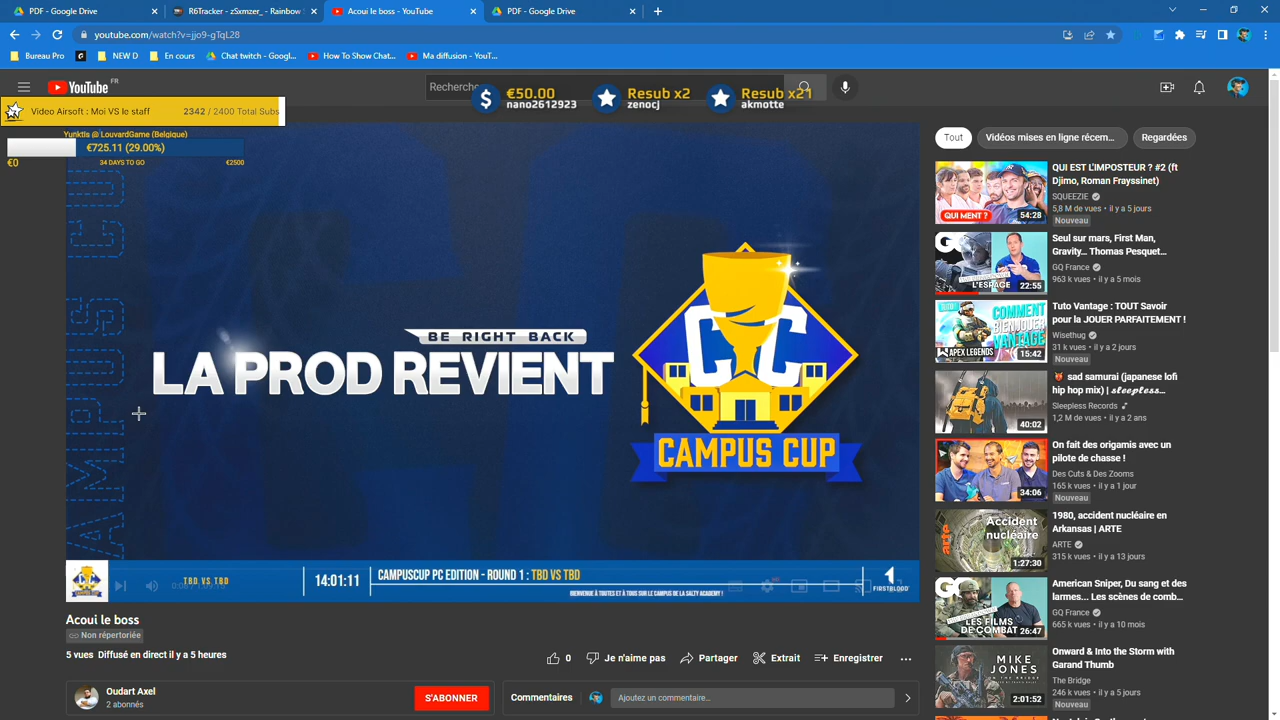 PDF - Google Drive
R6Tracker - zSxmzer_ - Rainbow
Acoui le boss - YouTube
PDF - Google Drive
youtube.com/watch?v=jjo9-gTqL28
Bureau Pro
NEW D
En cours
Chat twitch - Googl...
How To Show Chat...
Ma diffusion - YouT...
YouTube FR
Recherche
€50.00
nano2612923
Resub x2
zenocj
Resub x21
akmotte
Video Airsoft : Moi VS le staff
2342 / 2400 Total Subs
Yunktis @ LouvardGame (Belgique)
€725.11 (29.00%)
€0
34 DAYS TO GO
€2500
BE RIGHT BACK
LA PROD REVIENT
CC
CAMPUS CUP
TBD VS TBD
14:01:11
CAMPUSCUP PC EDITION - ROUND 1 : TBD VS TBD
BIENVENUE À TOUTES ET À TOUS SUR LE CAMPUS DE LA SALTY ACADEMY !
FIRSTBLOOD
Acoui le boss
Non répertoriée
5 vues Diffusé en direct il y a 5 heures
0
Je n'aime pas
Partager
Extrait
Enregistrer
Oudart Axel
2 abonnés
S'ABONNER
Commentaires
Ajoutez un commentaire...
Tout
Vidéos mises en ligne récem...
Regardées
QUI MENT ?
54:28
QUI EST L'IMPOSTEUR ? #2 (ft
Djimo, Roman Frayssinet)
SQUEEZIE
5,8 M de vues • il y a 5 jours
Nouveau
GQ
L'ESPACE
22:55
Seul sur mars, First Man,
Gravity... Thomas Pesquet...
GQ France
963 k vues • il y a 5 mois
COMMENT
BIEN JOUER
VANTAGE
APEX LEGENDS
15:42
Tuto Vantage : TOUT Savoir
pour la JOUER PARFAITEMENT !
Wisethug
31 k vues • il y a 2 jours
Nouveau
40:02
sad samurai (japanese lofi
hip hop mix) | 𝓼𝓵𝓮𝓮𝓹𝓵𝓮𝓼𝓼...
Sleepless Records
1,2 M de vues • il y a 2 ans
34:06
On fait des origamis avec un
pilote de chasse !
Des Cuts & Des Zooms
165 k vues • il y a 1 jour
Nouveau
Accident
nucléaire
arte
1:27:30
1980, accident nucléaire en
Arkansas | ARTE
ARTE
315 k vues • il y a 13 jours
GQ
LES FILMS
DE COMBAT
26:47
American Sniper, Du sang et des
larmes... Les scènes de comb...
GQ France
665 k vues • il y a 10 mois
MIKE
JONES
2:01:52
Onward & Into the Storm with
Garand Thumb
The Bridge
246 k vues • il y a 5 jours
Nouveau